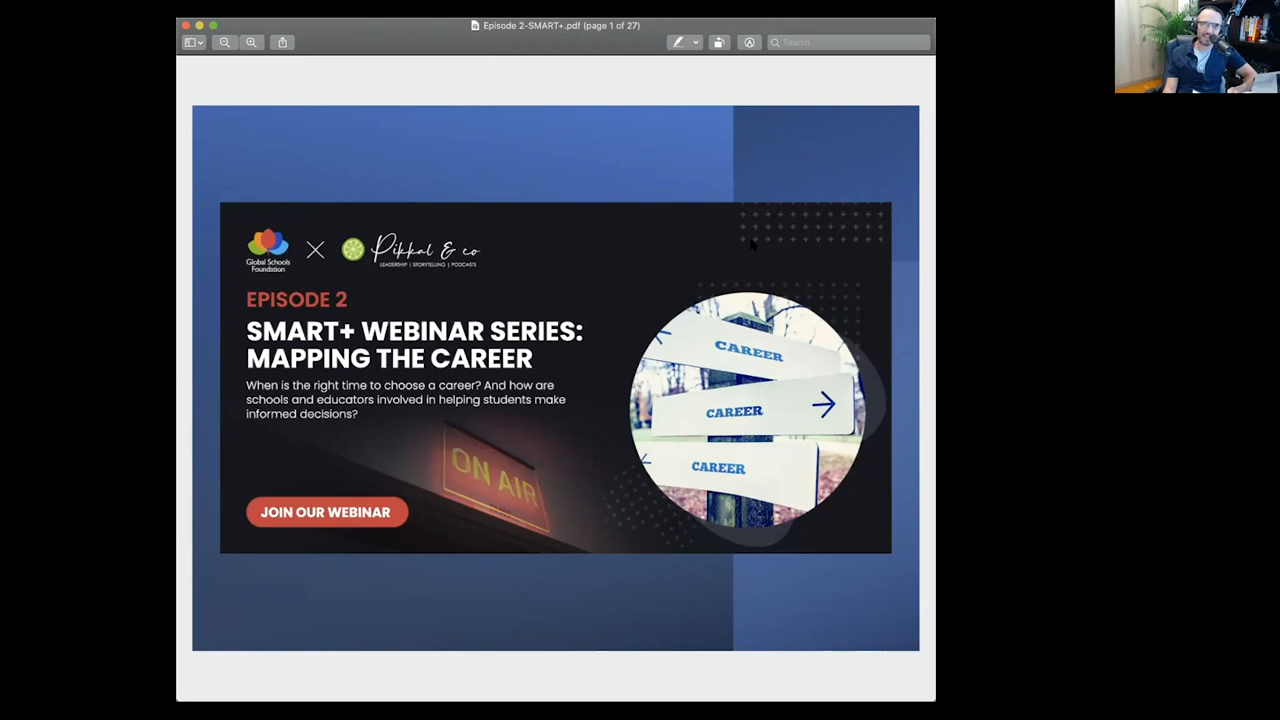 Episode 2-SMART+.pdf (page 1 of 27)
Search
Global Schools
Foundation
Pikkal & co
LEADERSHIP | STORYTELLING | PODCASTS
EPISODE 2
SMART+ WEBINAR SERIES:
MAPPING THE CAREER
When is the right time to choose a career? And how are
schools and educators involved in helping students make
informed decisions?
CAREER
CAREER
CAREER
ON AIR
JOIN OUR WEBINAR